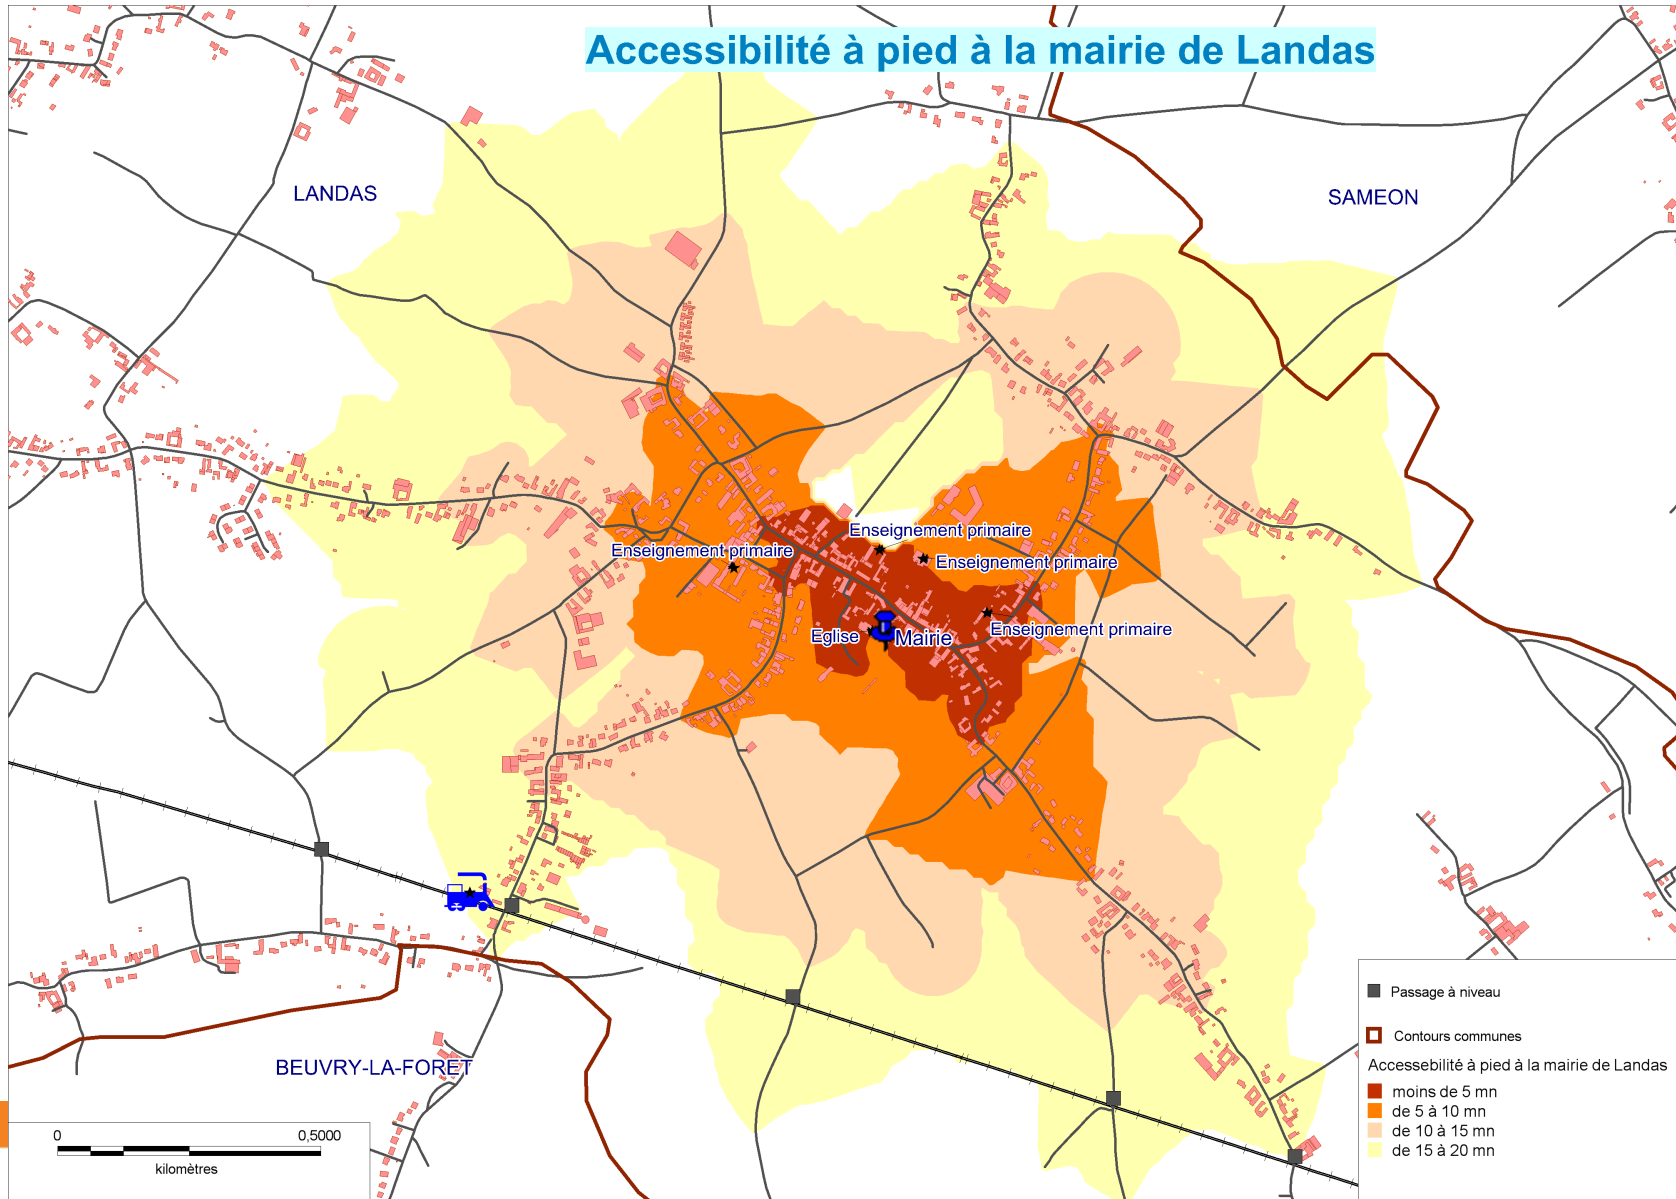 Accessibilité à pied à la mairie de Landas
LANDAS
SAMEON
Enseignement primaire
Enseignement primaire
Enseignement primaire
Enseignement primaire
Eglise
Mairie
BEUVRY-LA-FORET
0
0,5000
kilomètres
Passage à niveau
Contours communes
Accessebilité à pied à la mairie de Landas
moins de 5 mn
de 5 à 10 mn
de 10 à 15 mn
de 15 à 20 mn